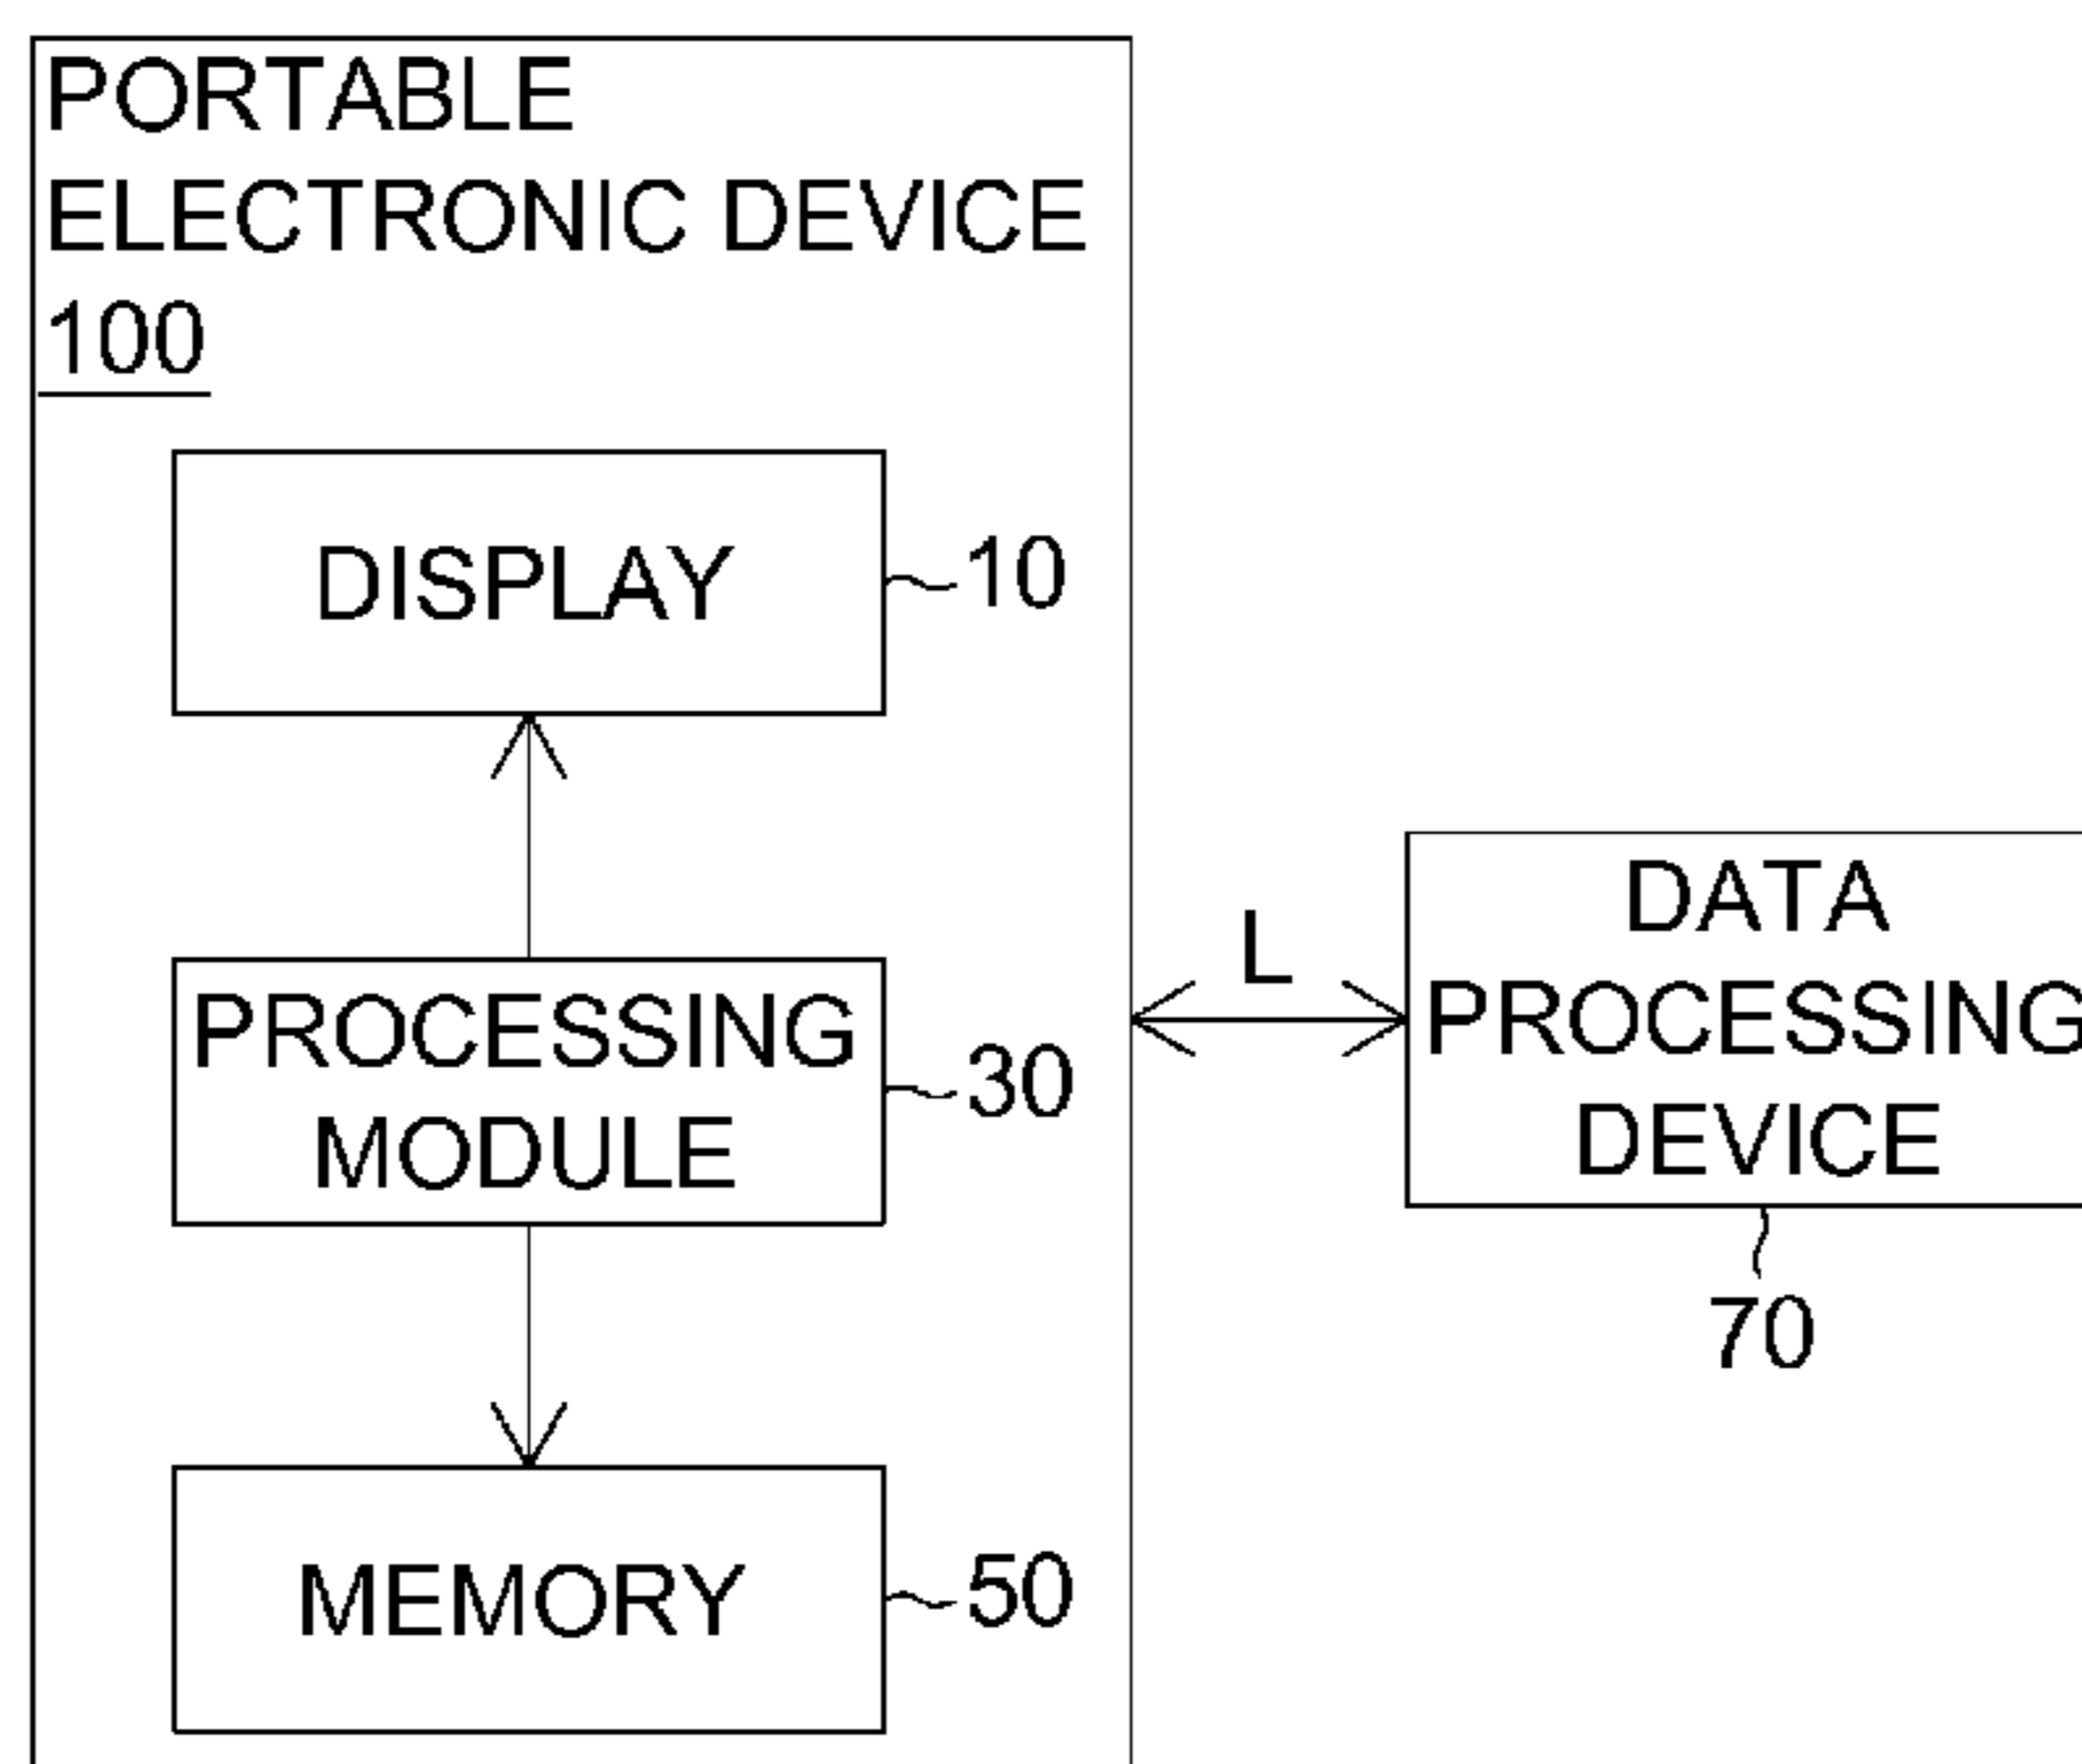 PORTABLE
ELECTRONIC DEVICE
100
DISPLAY
10
PROCESSING
MODULE
30
MEMORY
50
L
DATA
PROCESSING
DEVICE
70